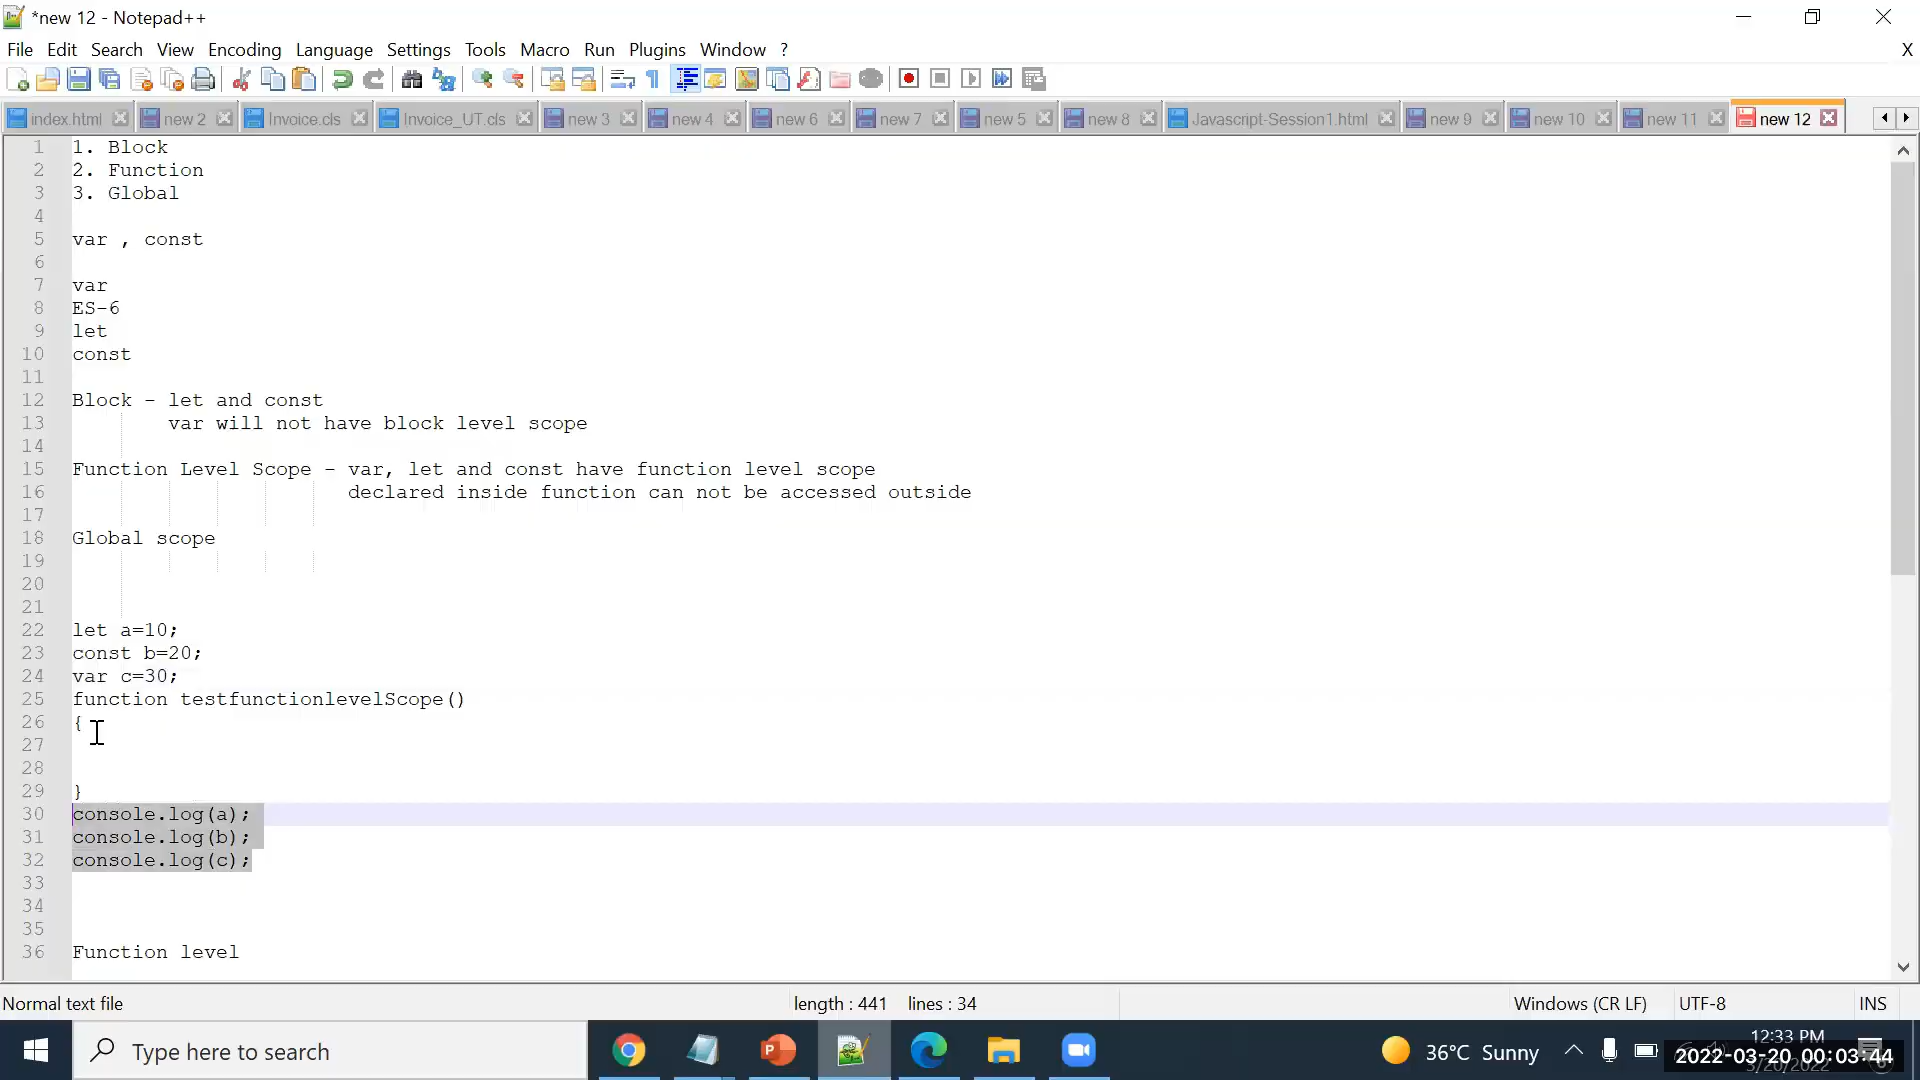 *new 12 - Notepad++
File Edit Search View Encoding Language Settings Tools Macro Run Plugins Window ? X
index.html new 2 Invoice.cls Invoice_UT.cls new 3 new 4 new 6 new 7 new 5 new 8 Javascript-Session1.html new 9 new 10 new 11 new 12
1 1. Block
2 2. Function
3 3. Global
4
5 var , const
6
7 var
8 ES-6
9 let
10 const
11
12 Block - let and const
13 var will not have block level scope
14
15 Function Level Scope - var, let and const have function level scope
16 declared inside function can not be accessed outside
17
18 Global scope
19
20
21
22 let a=10;
23 const b=20;
24 var c=30;
25 function testfunctionlevelScope()
26 {
27
28
29 }
30 console.log(a);
31 console.log(b);
32 console.log(c);
33
34
35
36 Function level
Normal text file length : 441 lines : 34 Windows (CR LF) UTF-8 INS
Type here to search 36°C Sunny 12:33 PM
2022-03-20 00:03:44
3/20/2022